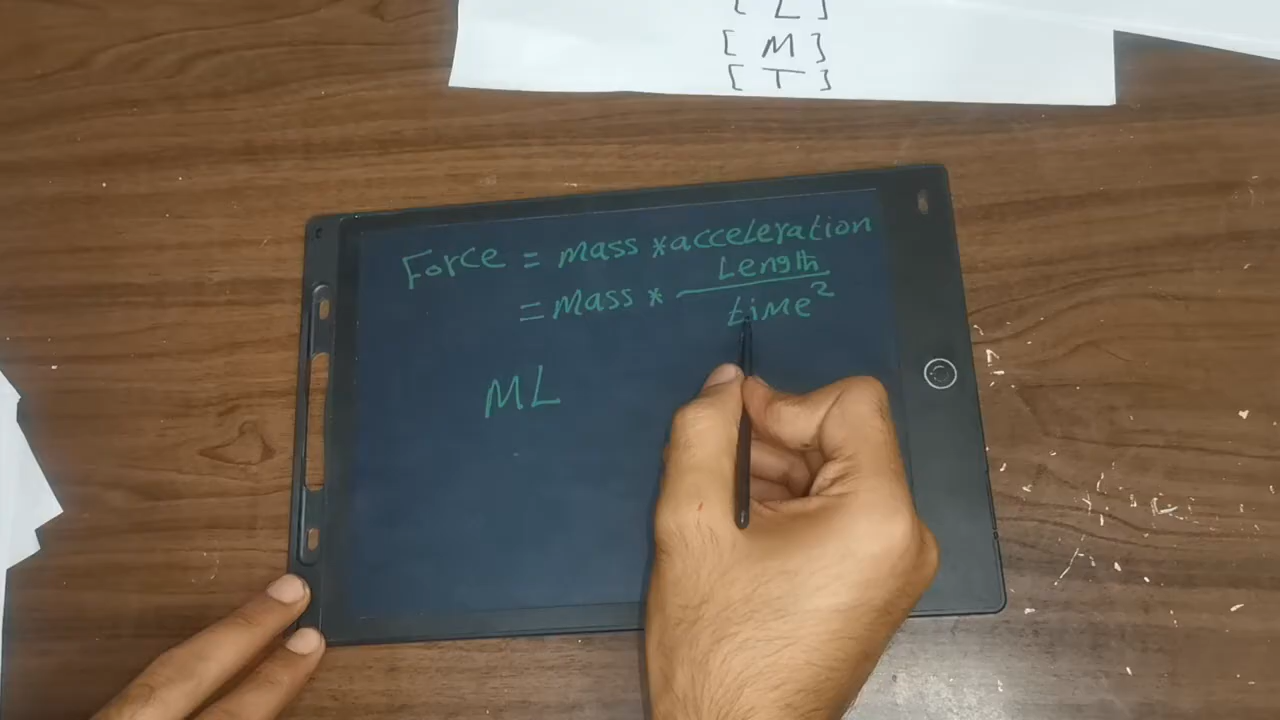 [ L ]
[ M ]
[ T ]
Force = mass * acceleration
= mass * Length / time²
ML